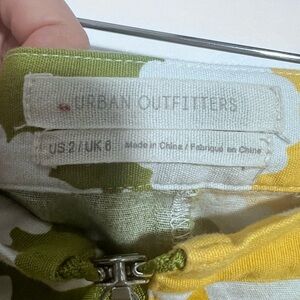 URBAN OUTFITTERS
US 2 / UK 6 Made in China / Fabriqué en Chine